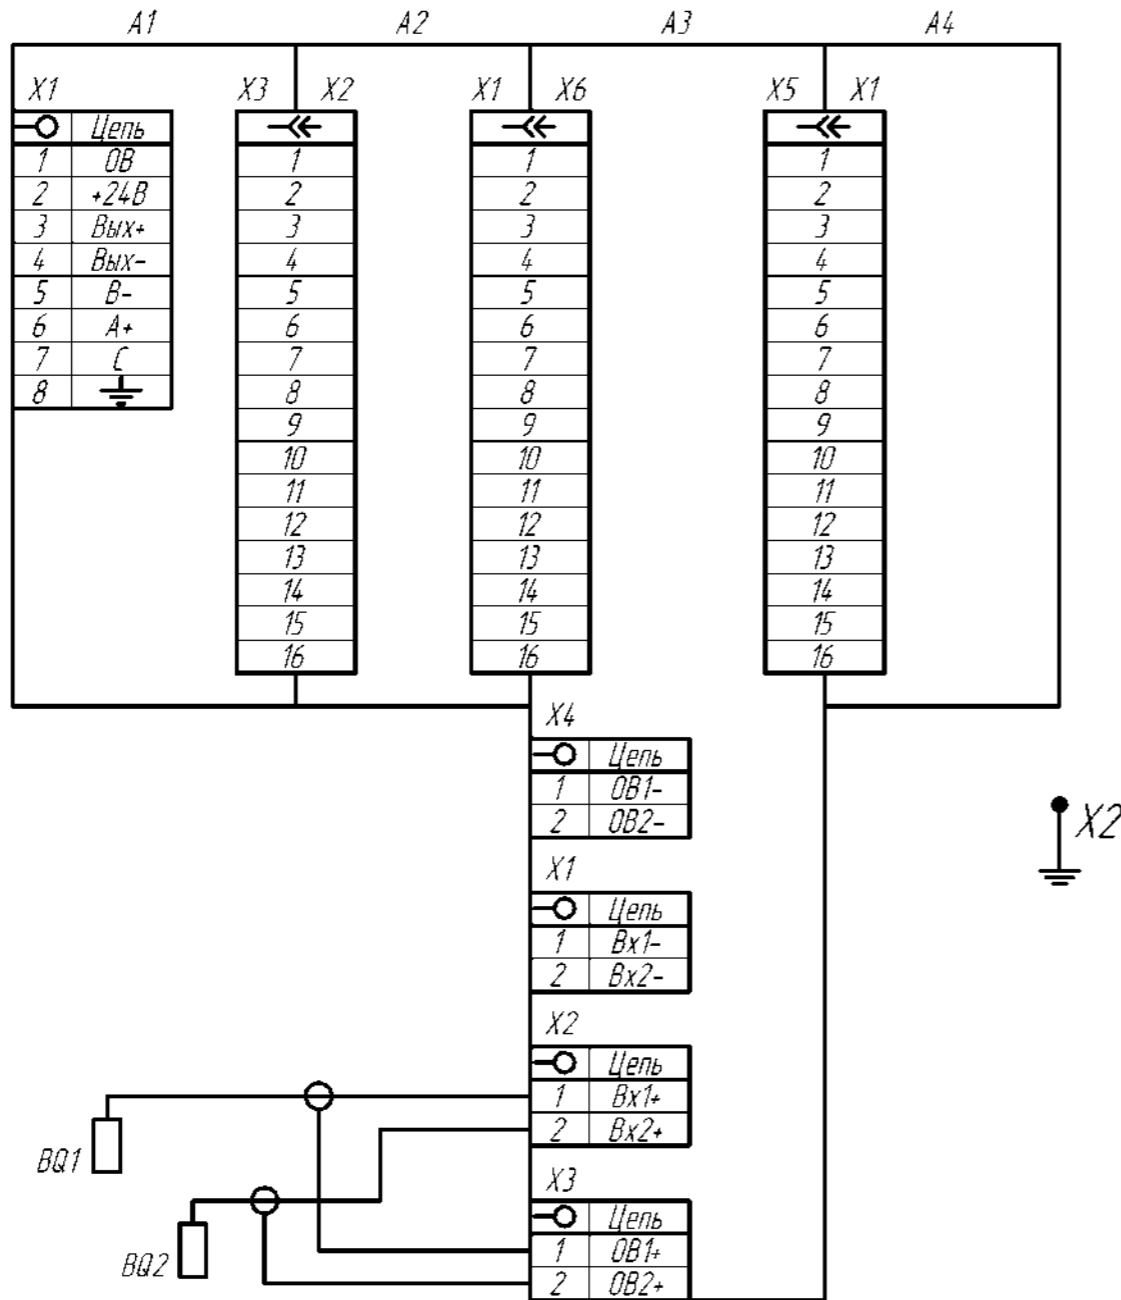 A1 A2 A3 A4
X1 X3 X2 X1 X6 X5 X1
Цепь
1 0В 1 1 1
2 +24В 2 2 2
3 Вых+ 3 3 3
4 Вых- 4 4 4
5 В- 5 5 5
6 А+ 6 6 6
7 С 7 7 7
8 8 8 8
9 9 9
10 10 10
11 11 11
12 12 12
13 13 13
14 14 14
15 15 15
16 16 16
X4
Цепь
1 0В1-
2 0В2-
X2
X1
Цепь
1 Вх1-
2 Вх2-
X2
Цепь
1 Вх1+
2 Вх2+
BQ1
X3
Цепь
1 0В1+
2 0В2+
BQ2